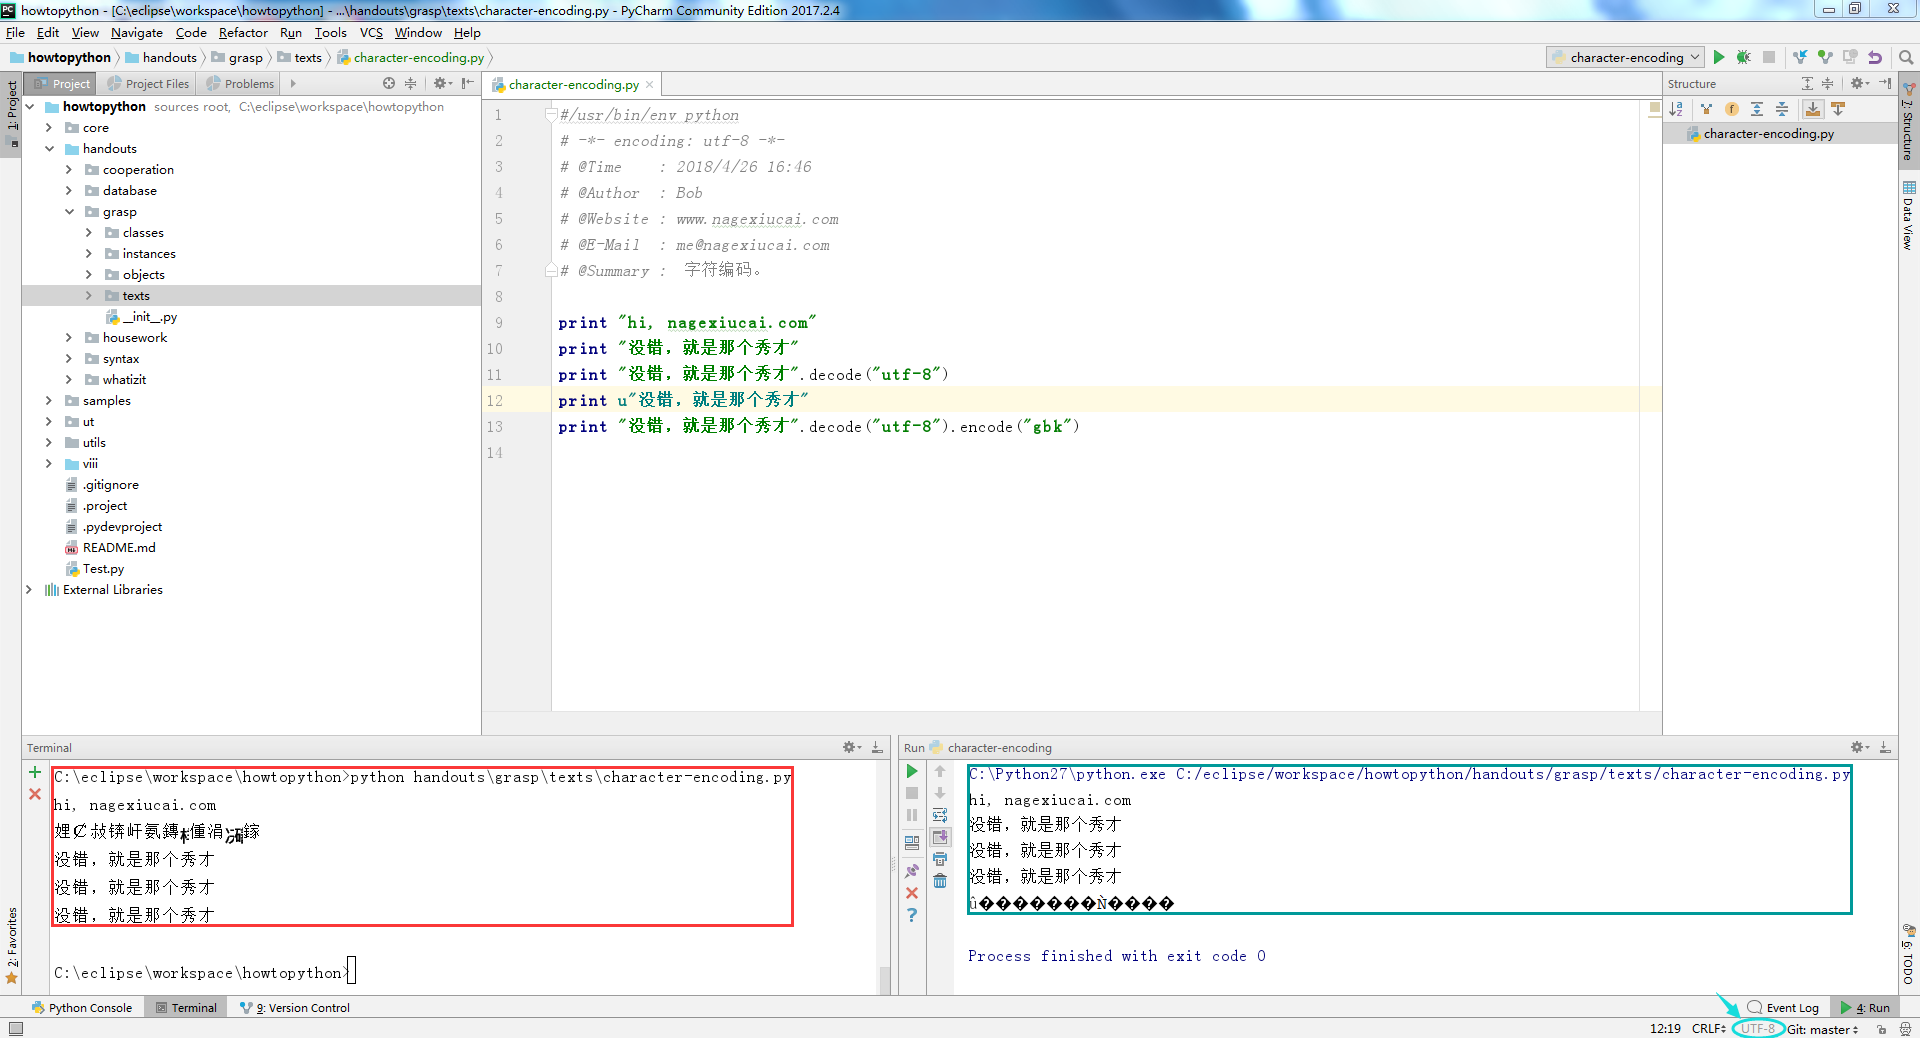 howtopython - [C:\eclipse\workspace\howtopython] - ...\handouts\grasp\texts\character-encoding.py - PyCharm Community Edition 2017.2.4
File Edit View Navigate Code Refactor Run Tools VCS Window Help
howtopython handouts grasp texts character-encoding.py
character-encoding
1: Project
Project Project Files Problems
howtopython sources root, C:\eclipse\workspace\howtopython
core
handouts
cooperation
database
grasp
classes
instances
objects
texts
__init__.py
housework
syntax
whatizit
samples
ut
utils
viii
.gitignore
.project
.pydevproject
README.md
Test.py
External Libraries
character-encoding.py
1 #/usr/bin/env python
2 # -*- encoding: utf-8 -*-
3 # @Time    : 2018/4/26 16:46
4 # @Author  : Bob
5 # @Website : www.nagexiucai.com
6 # @E-Mail  : me@nagexiucai.com
7 # @Summary :  字符编码。
8
9 print "hi, nagexiucai.com"
10 print "没错，就是那个秀才"
11 print "没错，就是那个秀才".decode("utf-8")
12 print u"没错，就是那个秀才"
13 print "没错，就是那个秀才".decode("utf-8").encode("gbk")
14
Structure
character-encoding.py
7: Structure
Data View
Terminal
C:\eclipse\workspace\howtopython>python handouts\grasp\texts\character-encoding.py
hi, nagexiucai.com
没错，就是那个秀才
没错，就是那个秀才
没错，就是那个秀才
C:\eclipse\workspace\howtopython>
Run character-encoding
C:\Python27\python.exe C:/eclipse/workspace/howtopython/handouts/grasp/texts/character-encoding.py
hi, nagexiucai.com
没错，就是那个秀才
没错，就是那个秀才
没错，就是那个秀才
û�������Ñ����
Process finished with exit code 0
2: Favorites
6: TODO
Python Console Terminal 9: Version Control Event Log 4: Run
12:19 CRLF UTF-8 Git: master